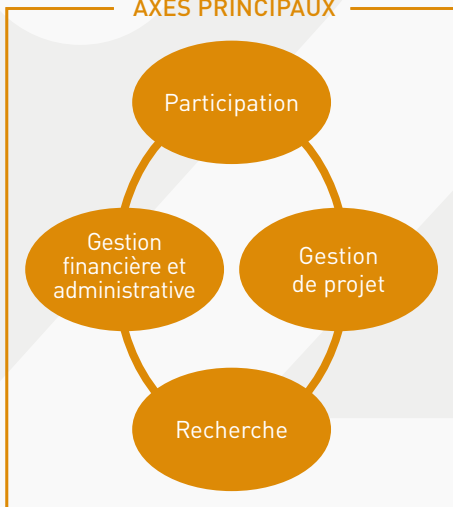 AXES PRINCIPAUX
Participation
Gestion
financière et
administrative
Gestion
de projet
Recherche